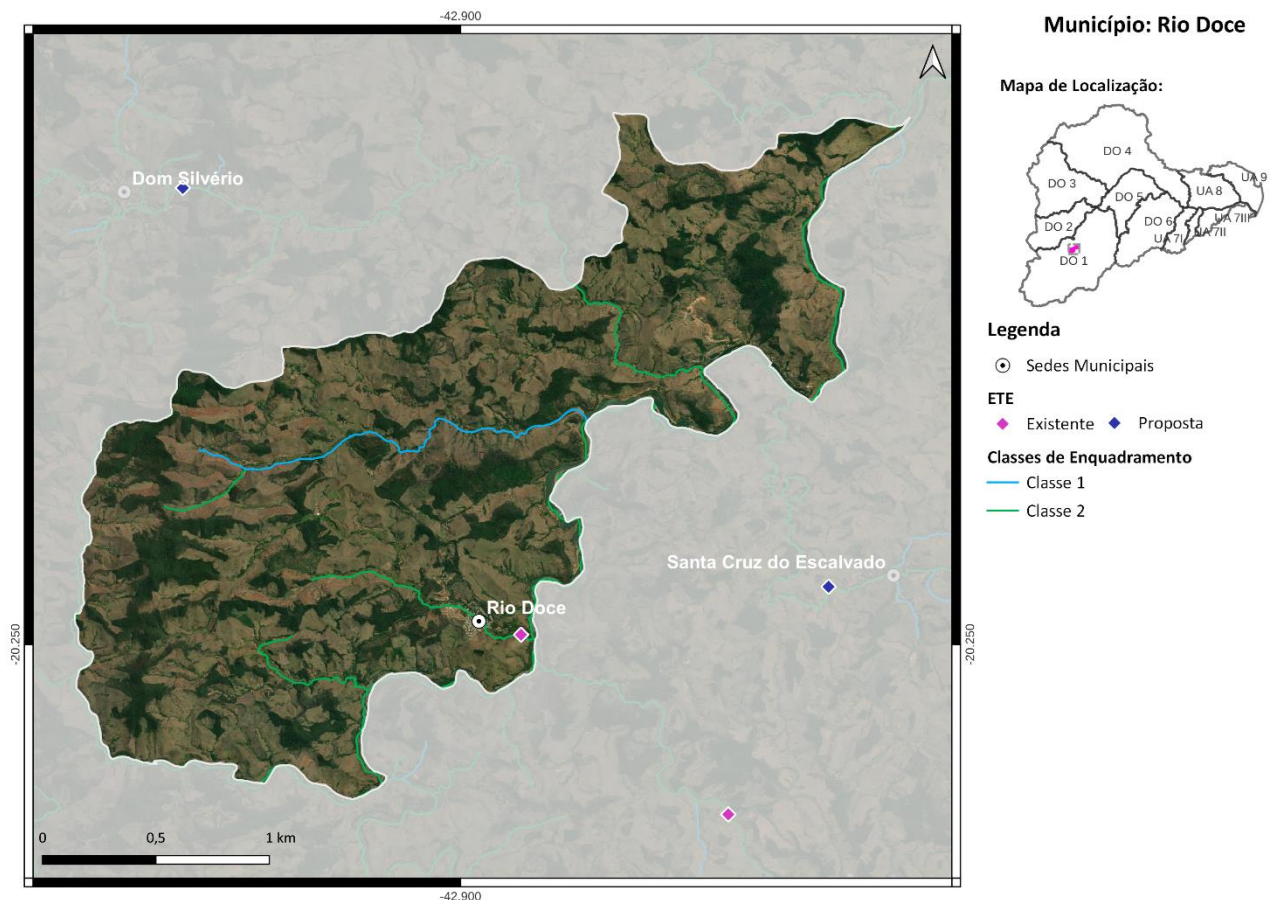 -42.900
Município: Rio Doce
Mapa de Localização:
DO 4
DO 3
DO 5
UA 8
UA 9
DO 2
DO 6
UA 7III
UA 7II
UA 7I
DO 1
Legenda
Sedes Municipais
ETE
Existente
Proposta
Classes de Enquadramento
Classe 1
Classe 2
Dom Silvério
Santa Cruz do Escalvado
Rio Doce
-20.250
-20.250
0 0,5 1 km
-42.900